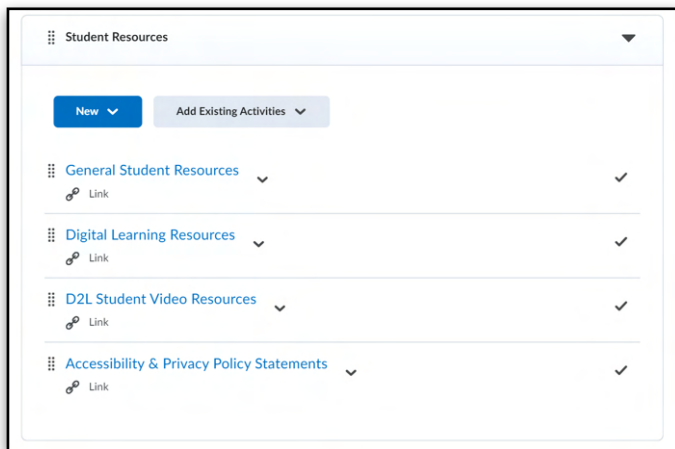 Student Resources
New Add Existing Activities
General Student Resources
Link
Digital Learning Resources
Link
D2L Student Video Resources
Link
Accessibility & Privacy Policy Statements
Link